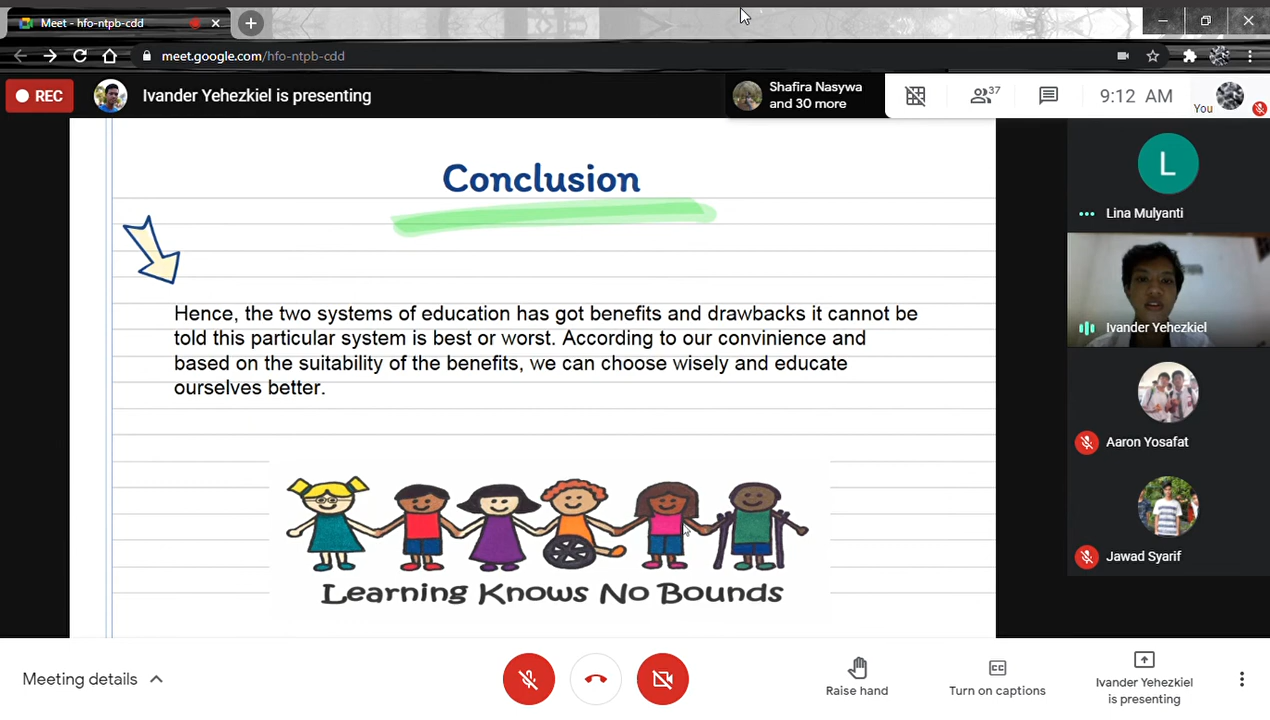 Meet - hfo-ntpb-cdd
meet.google.com/hfo-ntpb-cdd
REC
Ivander Yehezkiel is presenting
Shafira Nasywa
and 30 more
37
9:12 AM
You
Conclusion
Hence, the two systems of education has got benefits and drawbacks it cannot be
told this particular system is best or worst. According to our convinience and
based on the suitability of the benefits, we can choose wisely and educate
ourselves better.
Learning Knows No Bounds
L
Lina Mulyanti
Ivander Yehezkiel
Aaron Yosafat
Jawad Syarif
Meeting details
Raise hand
CC
Turn on captions
Ivander Yehezkiel
is presenting